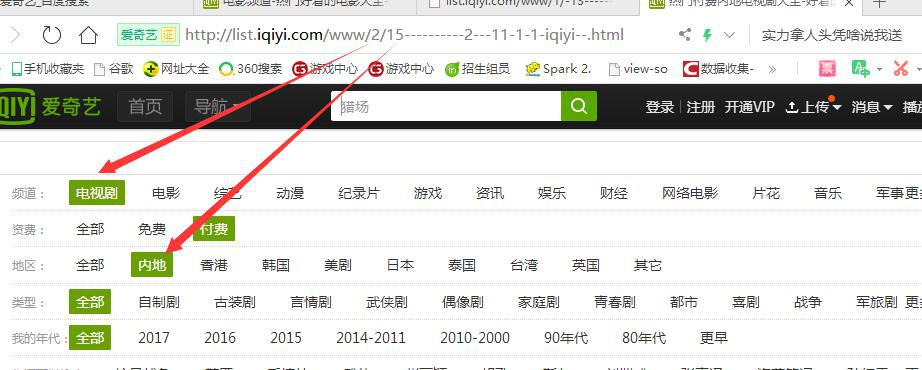 爱奇艺_百度搜索 电影频道-热门好看的电影大全- list.iqiyi.com/www/1/-13------ 热门付费内地电视剧大全-好看
爱奇艺 证 http://list.iqiyi.com/www/2/15----------2---11-1-1-iqiyi--.html 实力拿人头凭啥说我送
手机收藏夹 谷歌 网址大全 360搜索 游戏中心 游戏中心 招生组员 Spark 2. view-so 数据收集- » 票
QIYI 爱奇艺 首页 导航 猎场 登录 注册 开通VIP 上传 消息 播放
频道： 电视剧 电影 综艺 动漫 纪录片 游戏 资讯 娱乐 财经 网络电影 片花 音乐 军事 更多
资费： 全部 免费 付费
地区： 全部 内地 香港 韩国 美剧 日本 泰国 台湾 英国 其它
类型： 全部 自制剧 古装剧 言情剧 武侠剧 偶像剧 家庭剧 青春剧 都市 喜剧 战争 军旅剧 更多
我的年代： 全部 2017 2016 2015 2014-2011 2010-2000 90年代 80年代 更早